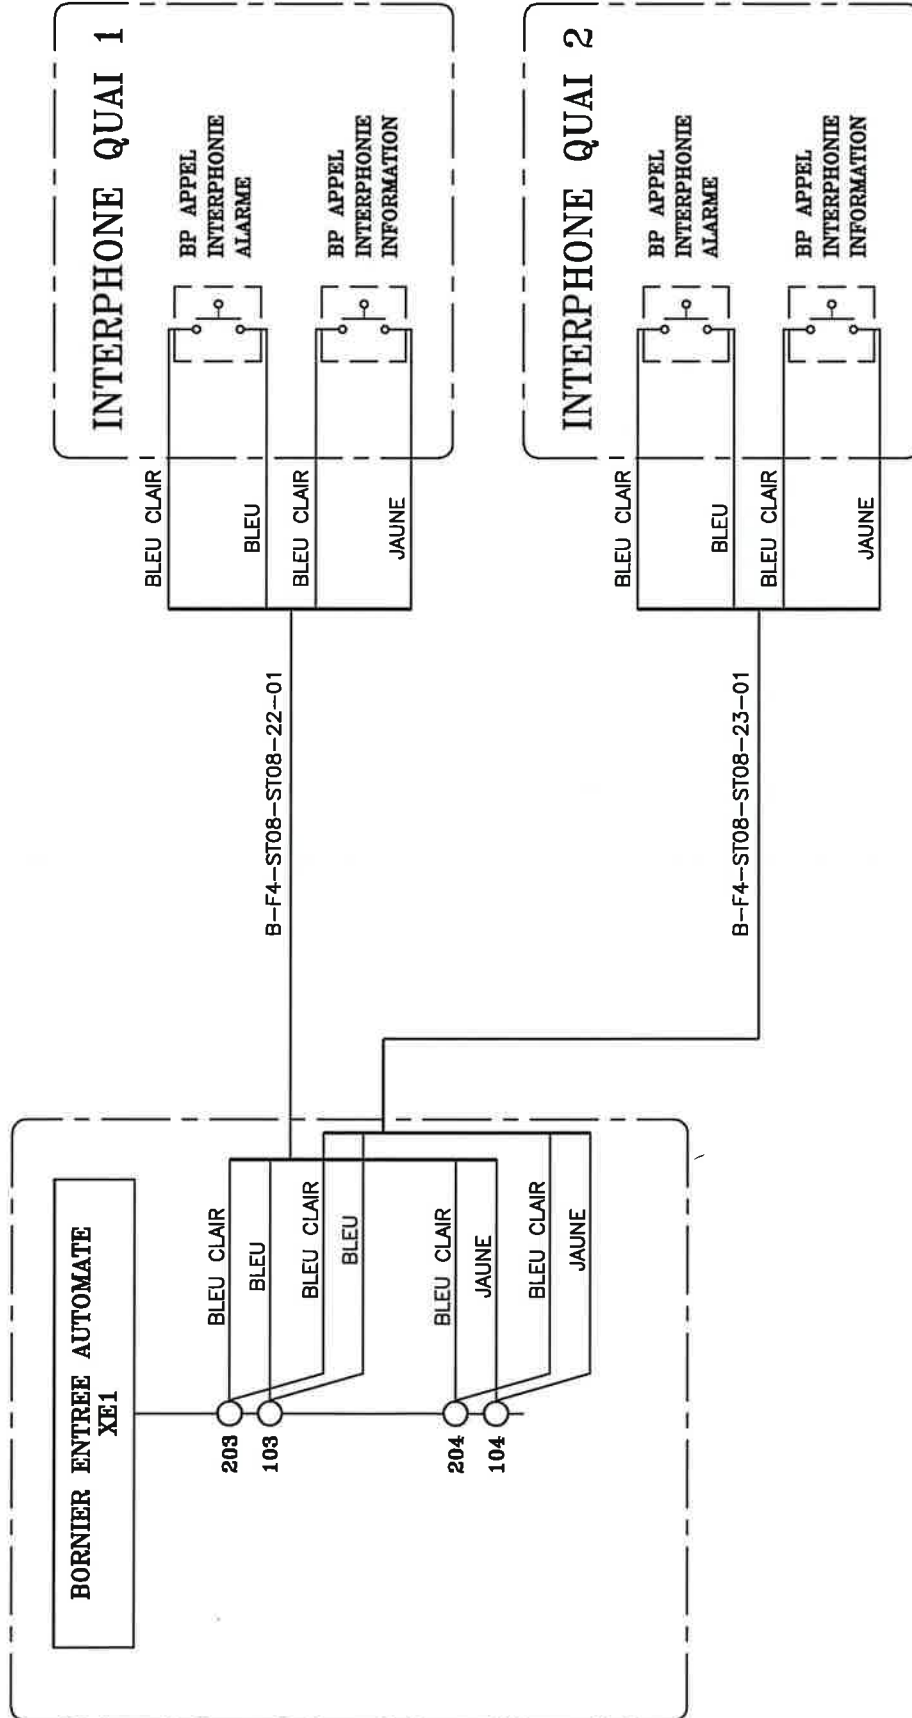 INTERPHONE QUAI 1
BP APPEL
INTERPHONIE
ALARME
BP APPEL
INTERPHONIE
INFORMATION
BLEU CLAIR
BLEU
BLEU CLAIR
JAUNE
B-F4-ST08-ST08-22-01
INTERPHONE QUAI 2
BP APPEL
INTERPHONIE
ALARME
BP APPEL
INTERPHONIE
INFORMATION
BLEU CLAIR
BLEU
BLEU CLAIR
JAUNE
B-F4-ST08-ST08-23-01
BORNIER ENTREE AUTOMATE
XE1
BLEU CLAIR
BLEU
BLEU CLAIR
BLEU
BLEU CLAIR
JAUNE
BLEU CLAIR
JAUNE
203
103
204
104